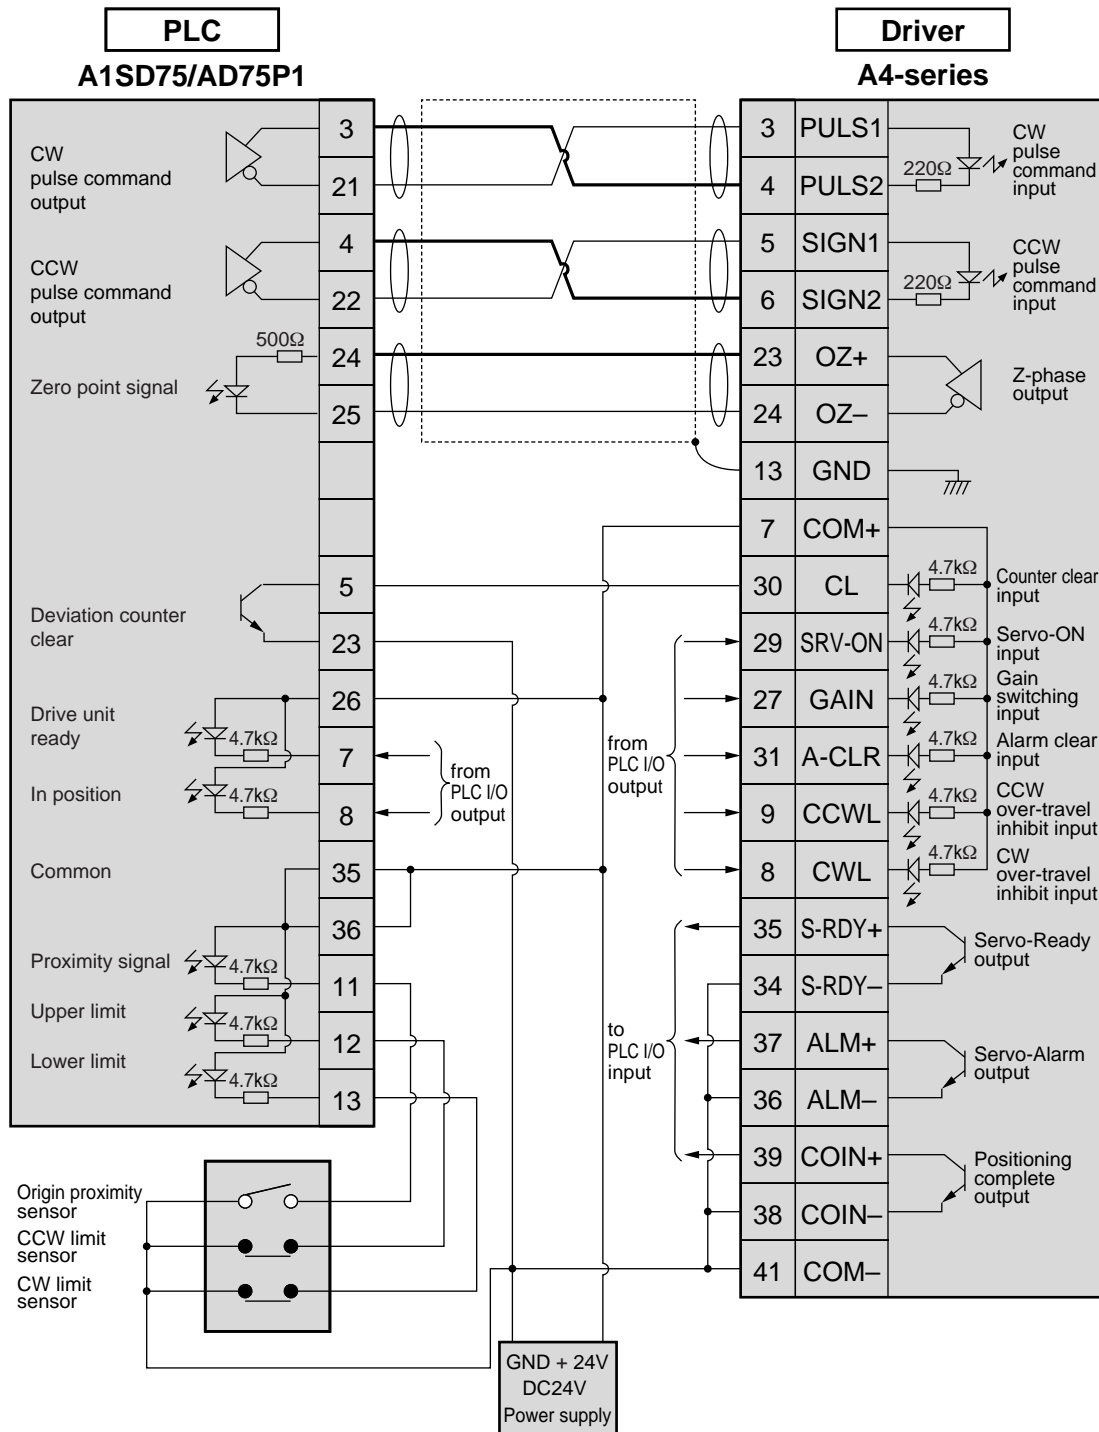 PLC
A1SD75/AD75P1
Driver
A4-series
CW
pulse command
output
3
21
CCW
pulse command
output
4
22
500Ω
Zero point signal
24
25
Deviation counter
clear
5
23
Drive unit
ready
26
4.7kΩ
7
In position
4.7kΩ
8
from
PLC I/O
output
Common
35
36
Proximity signal
4.7kΩ
11
Upper limit
4.7kΩ
12
Lower limit
4.7kΩ
13
Origin proximity
sensor
CCW limit
sensor
CW limit
sensor
GND + 24V
DC24V
Power supply
from
PLC I/O
output
to
PLC I/O
input
3 PULS1
4 PULS2
220Ω
CW
pulse
command
input
5 SIGN1
6 SIGN2
220Ω
CCW
pulse
command
input
23 OZ+
24 OZ–
Z-phase
output
13 GND
7 COM+
30 CL
4.7kΩ
Counter clear
input
29 SRV-ON
4.7kΩ
Servo-ON
input
27 GAIN
4.7kΩ
Gain
switching
input
31 A-CLR
4.7kΩ
Alarm clear
input
9 CCWL
4.7kΩ
CCW
over-travel
inhibit input
8 CWL
4.7kΩ
CW
over-travel
inhibit input
35 S-RDY+
34 S-RDY–
Servo-Ready
output
37 ALM+
36 ALM–
Servo-Alarm
output
39 COIN+
38 COIN–
Positioning
complete
output
41 COM–